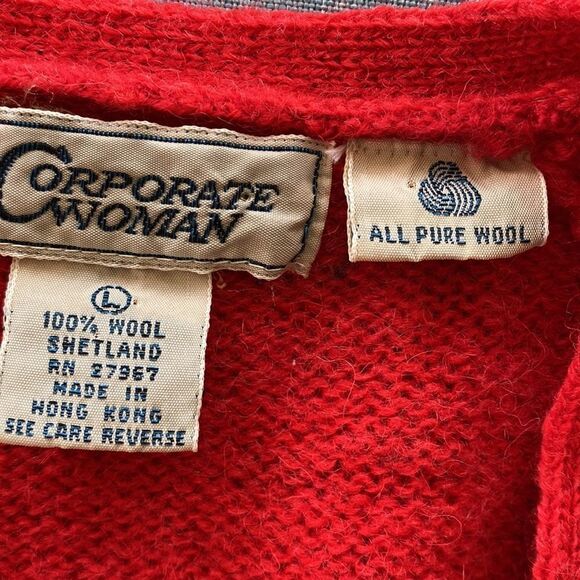 CORPORATE
WOMAN
ALL PURE WOOL
L
100% WOOL
SHETLAND
RN 27967
MADE IN
HONG KONG
SEE CARE REVERSE